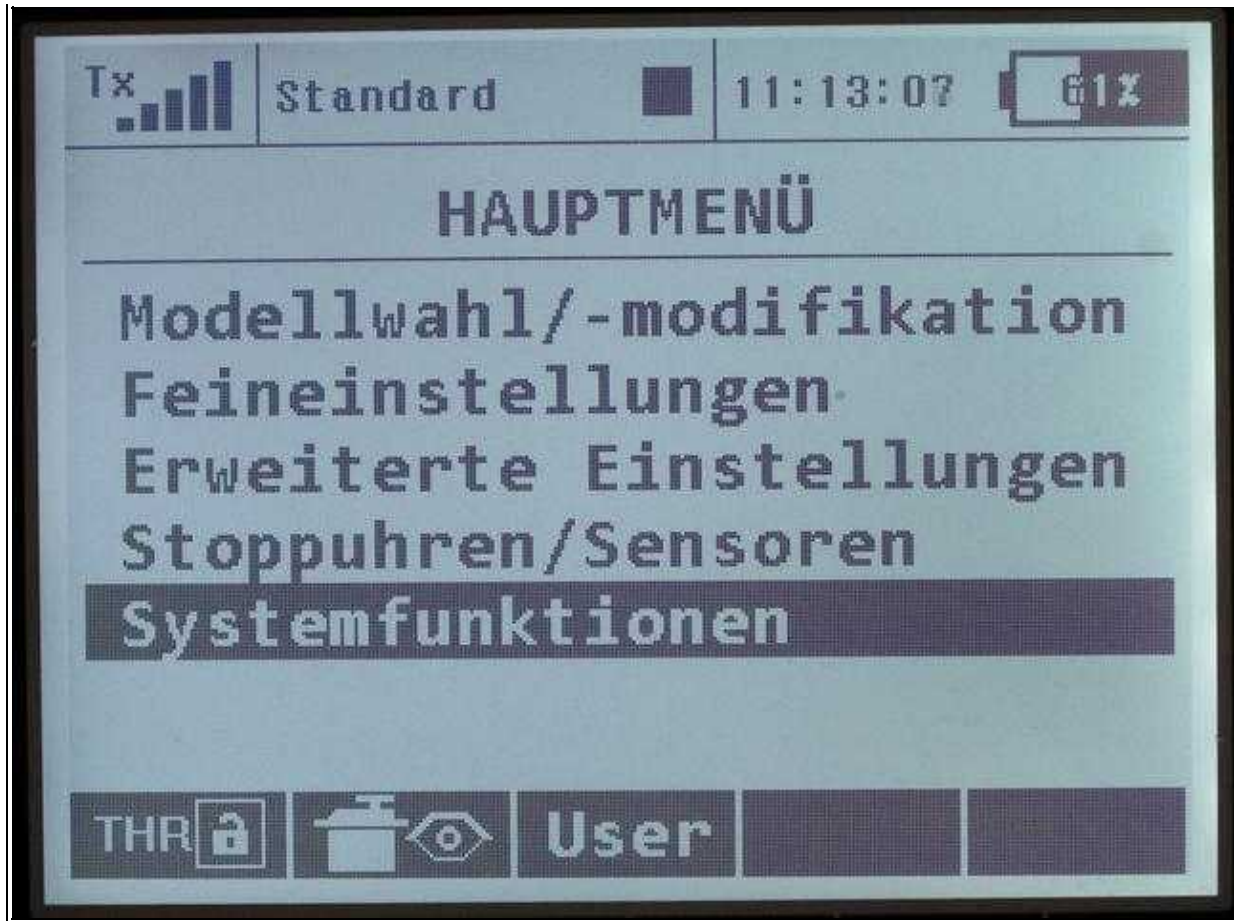 Tx Standard 11:13:07 61%
HAUPTMENÜ
Modellwahl/-modifikation
Feineinstellungen
Erweiterte Einstellungen
Stoppuhren/Sensoren
Systemfunktionen
THR User